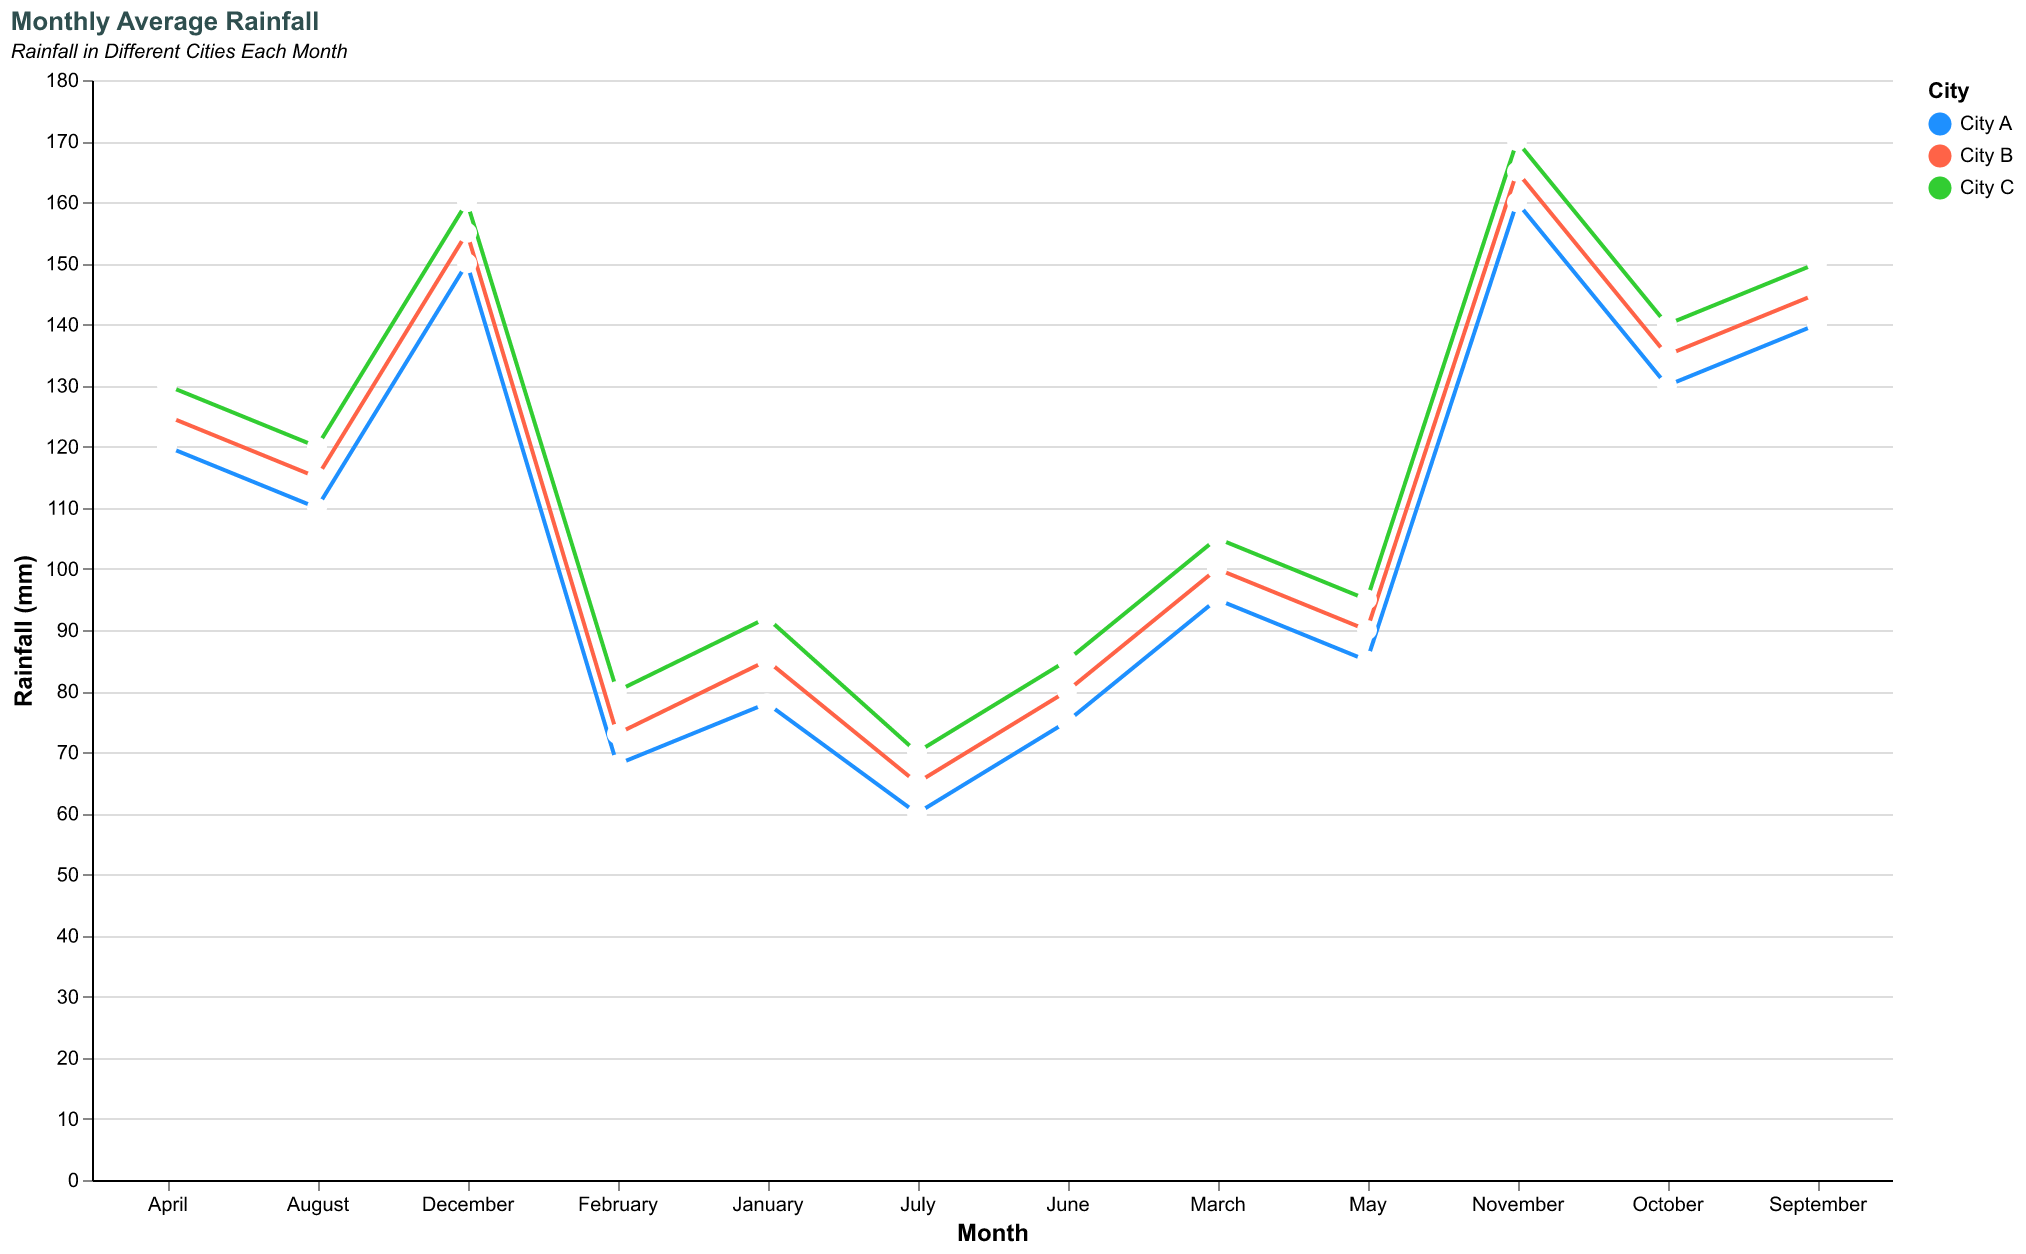 Monthly Average Rainfall
Rainfall in Different Cities Each Month
180
170
160
150
140
130
120
110
100
90
80
70
60
50
40
30
20
10
0
Rainfall (mm)
April August December February January July June March May November October September
Month
City
City A
City B
City C